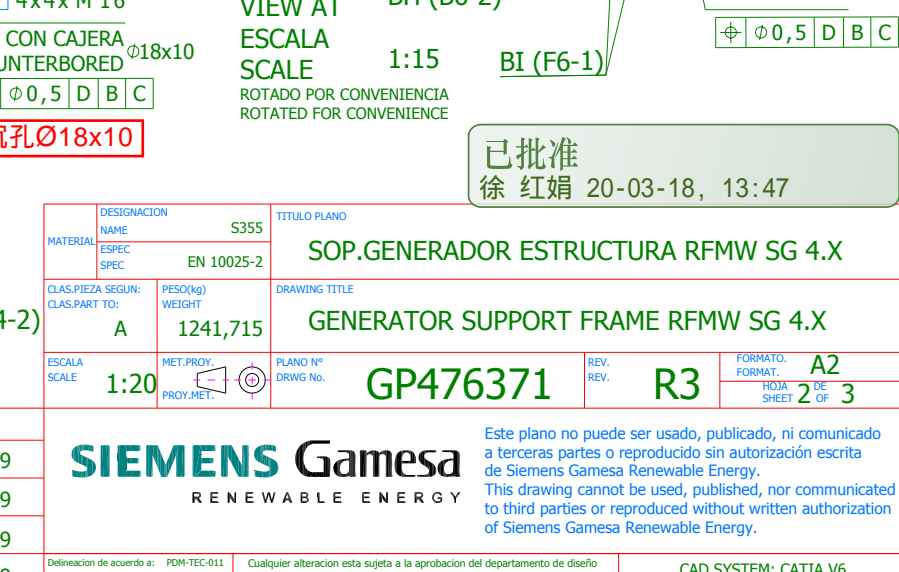 4x4x M 16
CON CAJERA
UNTERBORED Ø18x10
Ø0,5 D B C
沉孔Ø18x10
VIEW AT
ESCALA
SCALE 1:15
ROTADO POR CONVENIENCIA
ROTATED FOR CONVENIENCE
BI (F6-1)
Ø0,5 D B C
已批准
徐 红娟 20-03-18, 13:47
MATERIAL
DESIGNACION
NAME S355
ESPEC
SPEC EN 10025-2
TITULO PLANO
SOP.GENERADOR ESTRUCTURA RFMW SG 4.X
4-2)
CLAS.PIEZA SEGUN:
CLAS.PART TO:
A
PESO(kg)
WEIGHT
1241,715
DRAWING TITLE
GENERATOR SUPPORT FRAME RFMW SG 4.X
ESCALA
SCALE 1:20
MET.PROY.
PROY.MET.
PLANO Nº
DRWG No. GP476371
REV.
REV. R3
FORMATO.
FORMAT. A2
HOJA DE
SHEET 2 OF 3
9
9
9
SIEMENS Gamesa
RENEWABLE ENERGY
Este plano no puede ser usado, publicado, ni comunicado
a terceras partes o reproducido sin autorización escrita
de Siemens Gamesa Renewable Energy.
This drawing cannot be used, published, nor communicated
to third parties or reproduced without written authorization
of Siemens Gamesa Renewable Energy.
Delineacion de acuerdo a: PDM-TEC-011
Cualquier alteracion esta sujeta a la aprobacion del departamento de diseño
CAD SYSTEM: CATIA V6